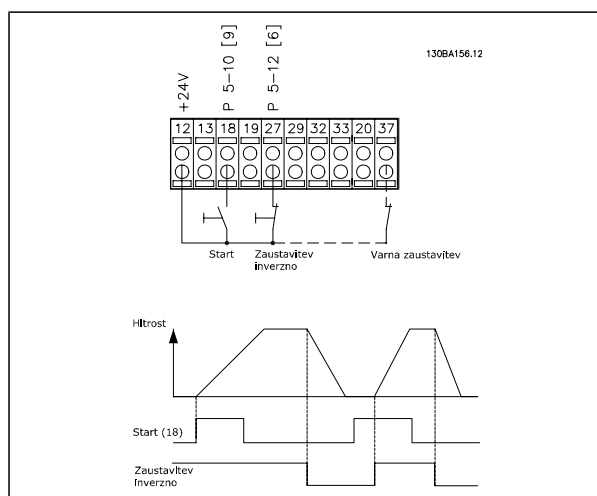 130BA156.12
+24V
P 5-10 [9]
P 5-12 [6]
12 13 18 19 27 29 32 33 20 37
Start
Zaustavitev
inverzno
Varna zaustavitev
Hitrost
Start (18)
Zaustavitev
inverzno